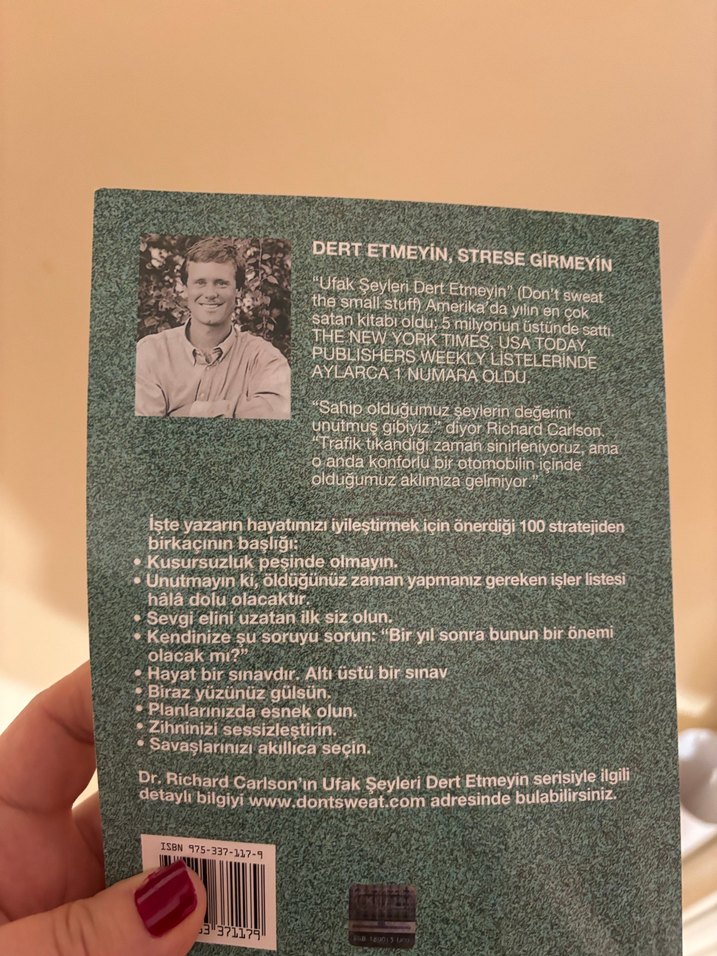 DERT ETMEYİN, STRESE GİRMEYİN
“Ufak Şeyleri Dert Etmeyin” (Don’t sweat
the small stuff) Amerika’da yılın en çok
satan kitabı oldu; 5 milyonun üstünde sattı.
THE NEW YORK TIMES, USA TODAY,
PUBLISHERS WEEKLY LISTELERİNDE
AYLARCA 1 NUMARA OLDU.
“Sahip olduğumuz şeylerin değerini
unutmuş gibiyiz.” diyor Richard Carlson.
“Trafik tıkandığı zaman sinirleniyoruz, ama
o anda konforlu bir otomobilin içinde
olduğumuz aklımıza gelmiyor.”
İşte yazarın hayatımızı iyileştirmek için önerdiği 100 stratejiden
birkaçının başlığı:
• Kusursuzluk peşinde olmayın.
• Unutmayın ki, öldüğünüz zaman yapmanız gereken işler listesi
hâlâ dolu olacaktır.
• Sevgi elini uzatan ilk siz olun.
• Kendinize şu soruyu sorun: “Bir yıl sonra bunun bir önemi
olacak mı?”
• Hayat bir sınavdır. Altı üstü bir sınav
• Biraz yüzünüz gülsün.
• Planlarınızda esnek olun.
• Zihninizi sessizleştirin.
• Savaşlarınızı akıllıca seçin.
Dr. Richard Carlson’ın Ufak Şeyleri Dert Etmeyin serisiyle ilgili
detaylı bilgiyi www.dontsweat.com adresinde bulabilirsiniz.
ISBN 975-337-117-9
371179